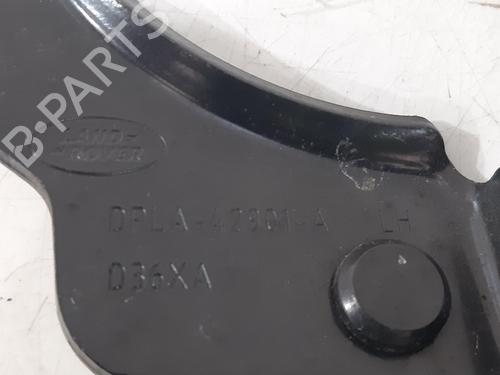 B-PARTS
LAND-
ROVER
DPLA-42901-A LH
D36XA